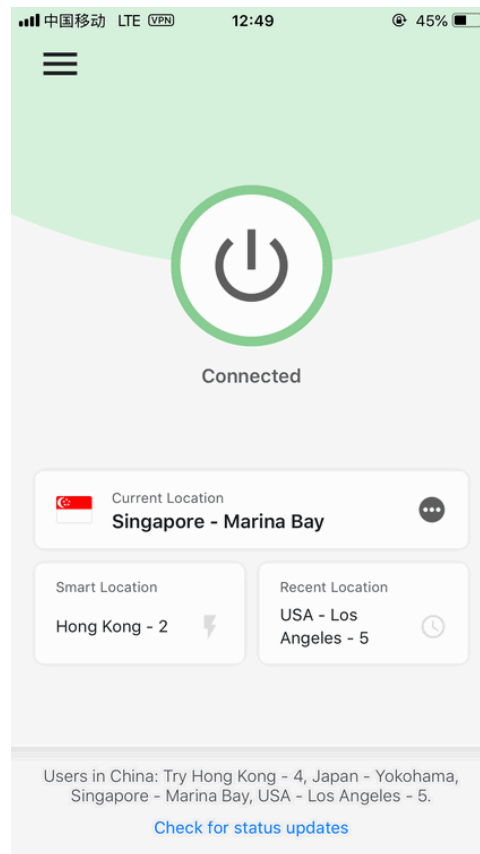 中国移动 LTE VPN 12:49 45%
Connected
Current Location
Singapore - Marina Bay
Smart Location
Hong Kong - 2
Recent Location
USA - Los
Angeles - 5
Users in China: Try Hong Kong - 4, Japan - Yokohama,
Singapore - Marina Bay, USA - Los Angeles - 5.
Check for status updates